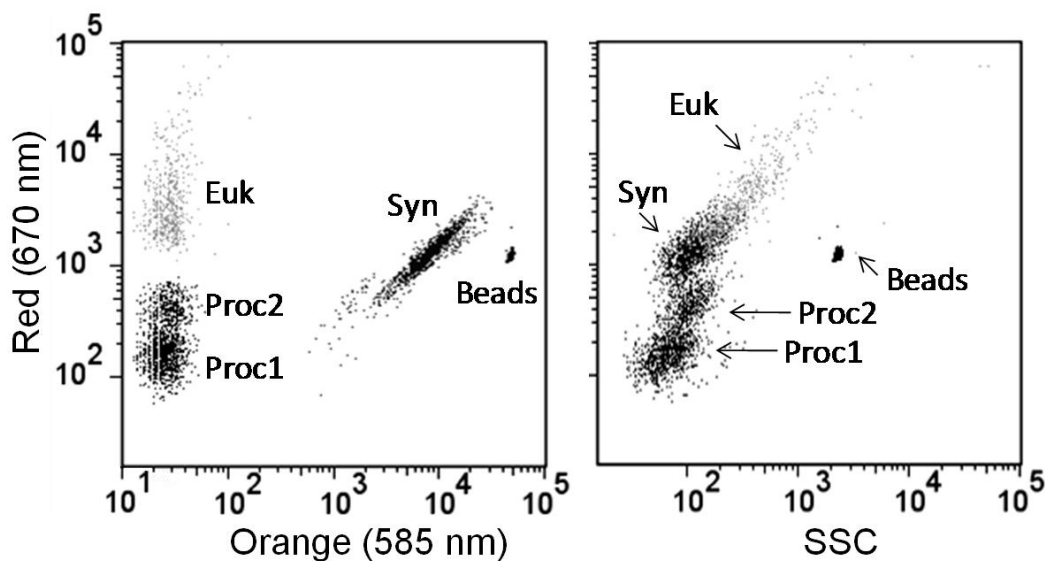 Red (670 nm)
10^5
10^4
10^3
10^2
Euk
Proc2
Proc1
Syn
Beads
10^1
10^2
10^3
10^4
10^5
Orange (585 nm)
Euk
Syn
Beads
Proc2
Proc1
10^2
10^3
10^4
10^5
SSC